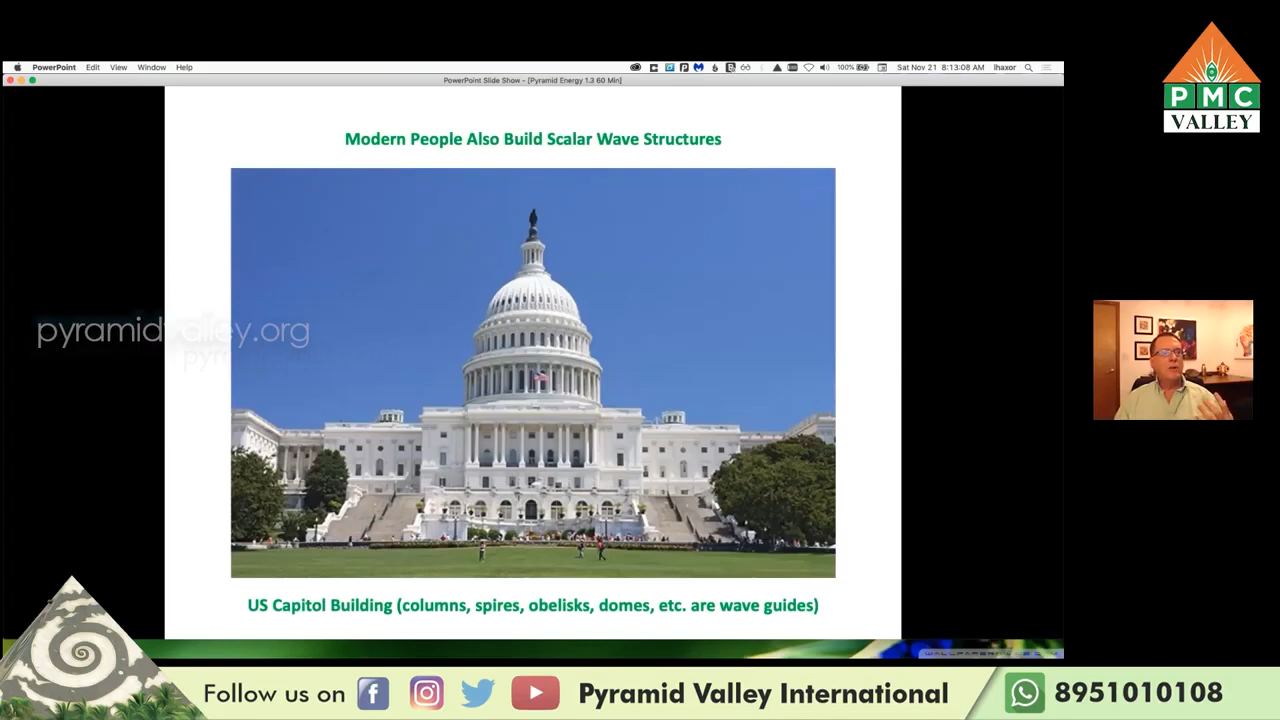 PMC
VALLEY
PowerPoint Edit View Window Help
100%
Sat Nov 21 8:13:08 AM lhaxor
PowerPoint Slide Show - [Pyramid Energy 1.3 60 Min]
Modern People Also Build Scalar Wave Structures
pyramidvalley.org
US Capitol Building (columns, spires, obelisks, domes, etc. are wave guides)
Follow us on
Pyramid Valley International
8951010108